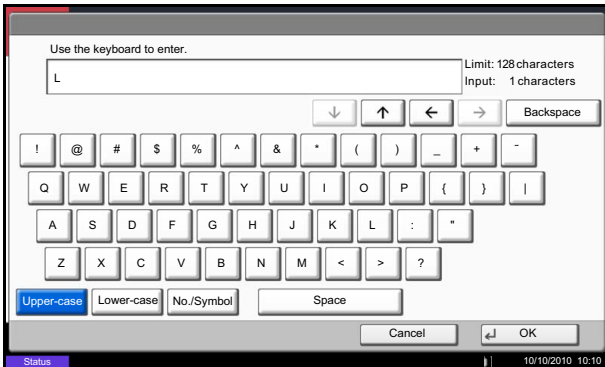 Use the keyboard to enter.
Limit: 128 characters
L
Input: 1 characters
Backspace
! @ # $ % ^ & * ( ) _ + ~
Q W E R T Y U I O P { } |
A S D F G H J K L : "
Z X C V B N M < > ?
Upper-case Lower-case No./Symbol Space
Cancel OK
Status 10/10/2010 10:10